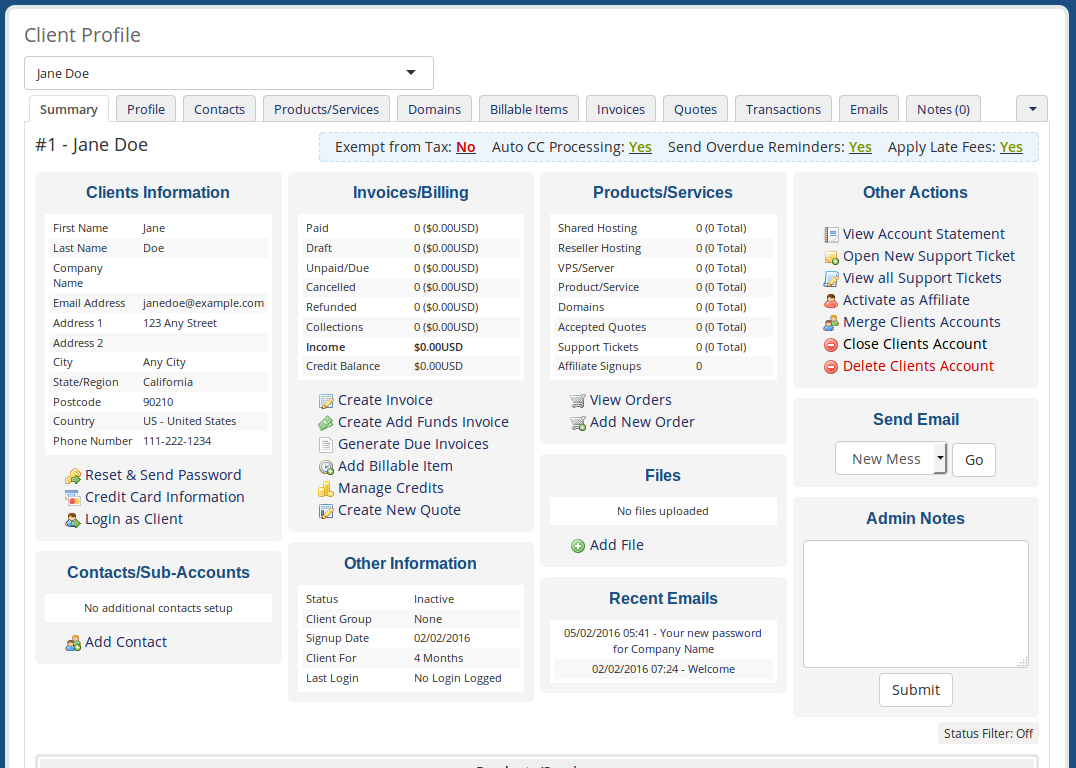 Client Profile
Jane Doe
Summary Profile Contacts Products/Services Domains Billable Items Invoices Quotes Transactions Emails Notes (0)
#1 - Jane Doe
Exempt from Tax: No Auto CC Processing: Yes Send Overdue Reminders: Yes Apply Late Fees: Yes
Clients Information
First Name Jane
Last Name Doe
Company
Name
Email Address janedoe@example.com
Address 1 123 Any Street
Address 2
City Any City
State/Region California
Postcode 90210
Country US - United States
Phone Number 111-222-1234
Reset & Send Password
Credit Card Information
Login as Client
Contacts/Sub-Accounts
No additional contacts setup
Add Contact
Invoices/Billing
Paid 0 ($0.00USD)
Draft 0 ($0.00USD)
Unpaid/Due 0 ($0.00USD)
Cancelled 0 ($0.00USD)
Refunded 0 ($0.00USD)
Collections 0 ($0.00USD)
Income $0.00USD
Credit Balance $0.00USD
Create Invoice
Create Add Funds Invoice
Generate Due Invoices
Add Billable Item
Manage Credits
Create New Quote
Other Information
Status Inactive
Client Group None
Signup Date 02/02/2016
Client For 4 Months
Last Login No Login Logged
Products/Services
Shared Hosting 0 (0 Total)
Reseller Hosting 0 (0 Total)
VPS/Server 0 (0 Total)
Product/Service 0 (0 Total)
Domains 0 (0 Total)
Accepted Quotes 0 (0 Total)
Support Tickets 0 (0 Total)
Affiliate Signups 0
View Orders
Add New Order
Files
No files uploaded
Add File
Recent Emails
05/02/2016 05:41 - Your new password
for Company Name
02/02/2016 07:24 - Welcome
Other Actions
View Account Statement
Open New Support Ticket
View all Support Tickets
Activate as Affiliate
Merge Clients Accounts
Close Clients Account
Delete Clients Account
Send Email
New Mess Go
Admin Notes
Submit
Status Filter: Off